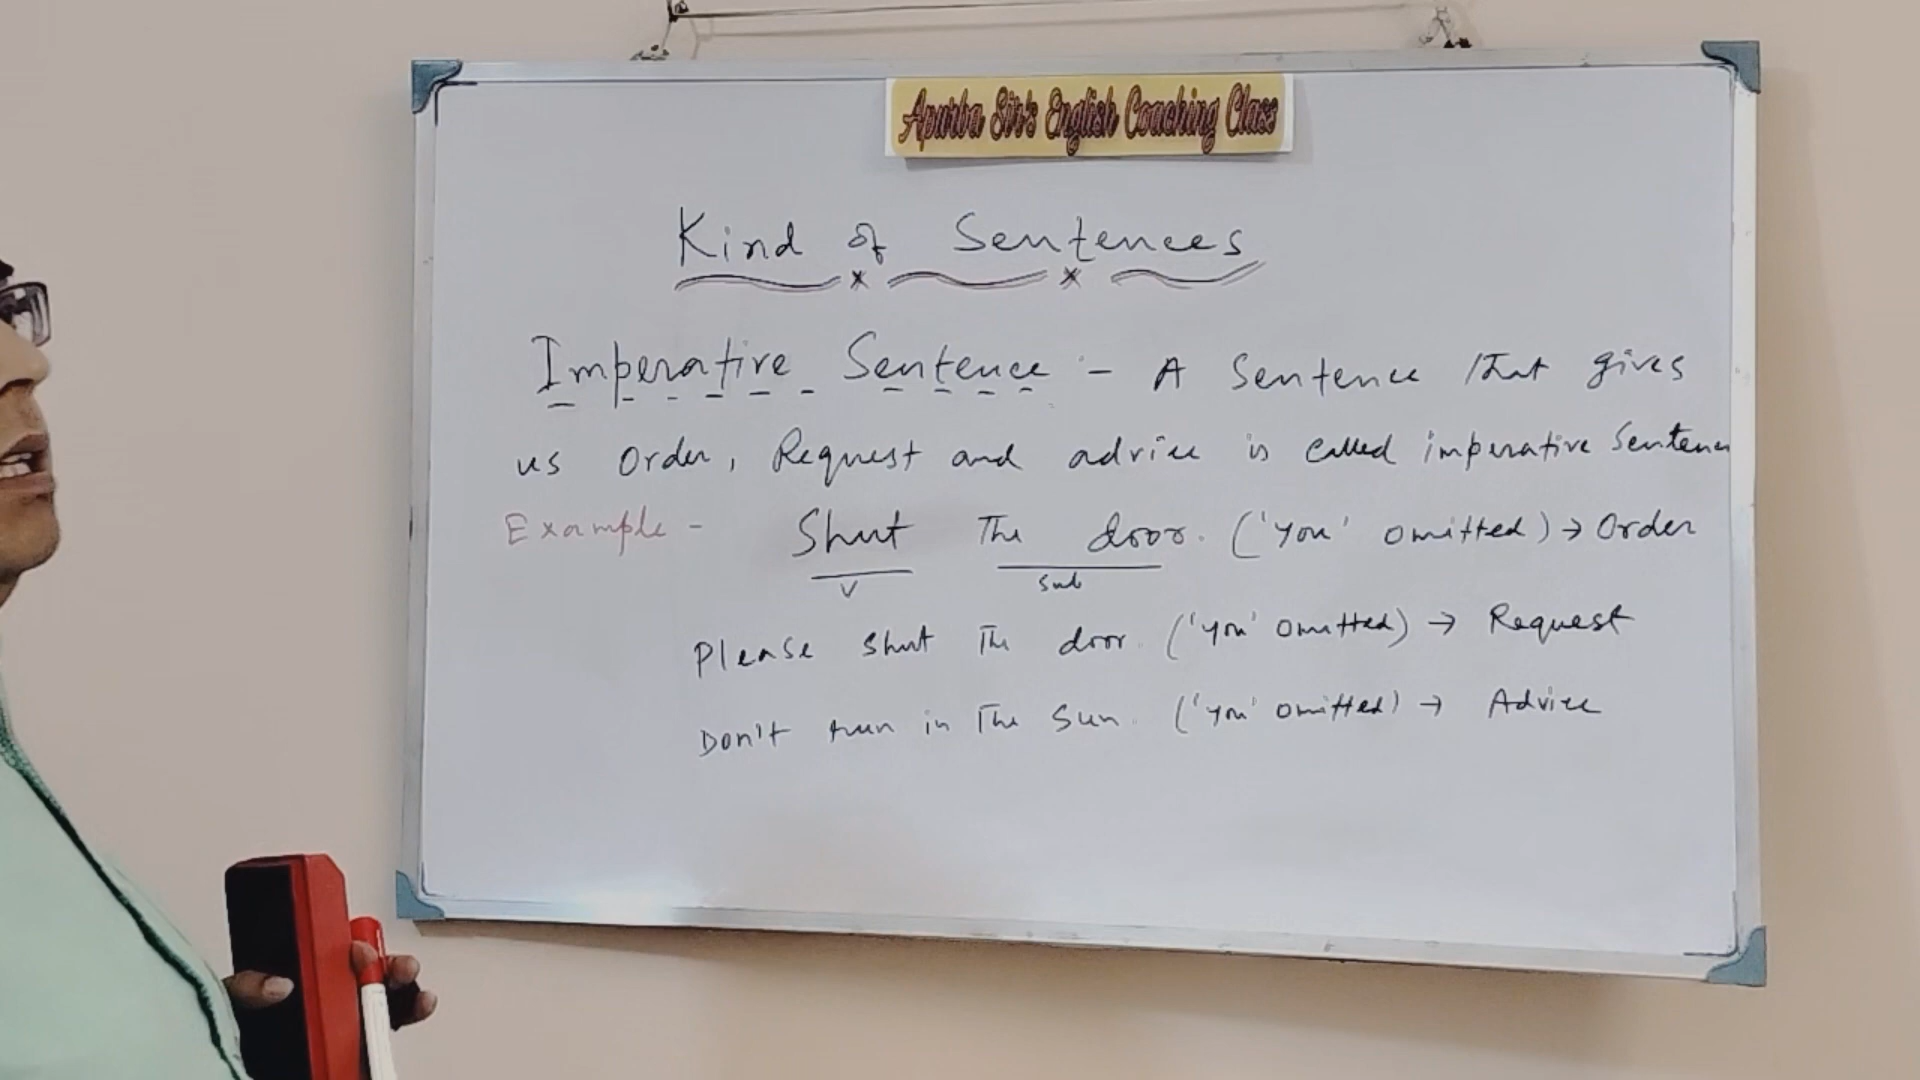 Apurba Sir's English Coaching Class
Kind of Sentences
Imperative Sentence :- A Sentence that gives
us Order, Request and advice is called imperative Sentence
Example - Shut The door. ('You' omitted) → Order
V Sub
Please shut The door. ('You' omitted) → Request
Don't run in The Sun. ('You' omitted) → Advice